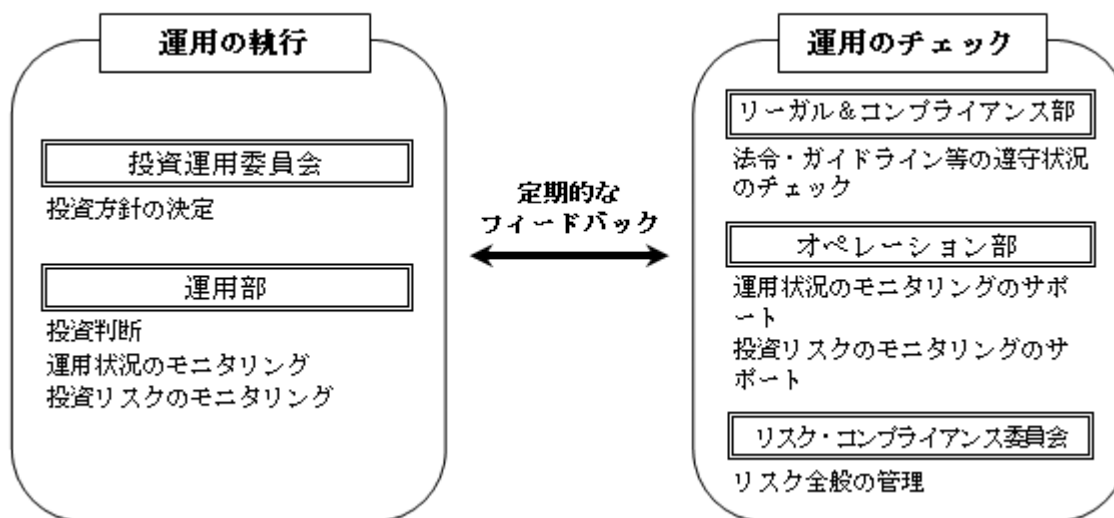 運用の執行
投資運用委員会
投資方針の決定
運用部
投資判断
運用状況のモニタリング
投資リスクのモニタリング
定期的な
フィードバック
運用のチェック
リーガル＆コンプライアンス部
法令・ガイドライン等の遵守状況
のチェック
オペレーション部
運用状況のモニタリングのサポ
ート
投資リスクのモニタリングのサ
ポート
リスク・コンプライアンス委員会
リスク全般の管理